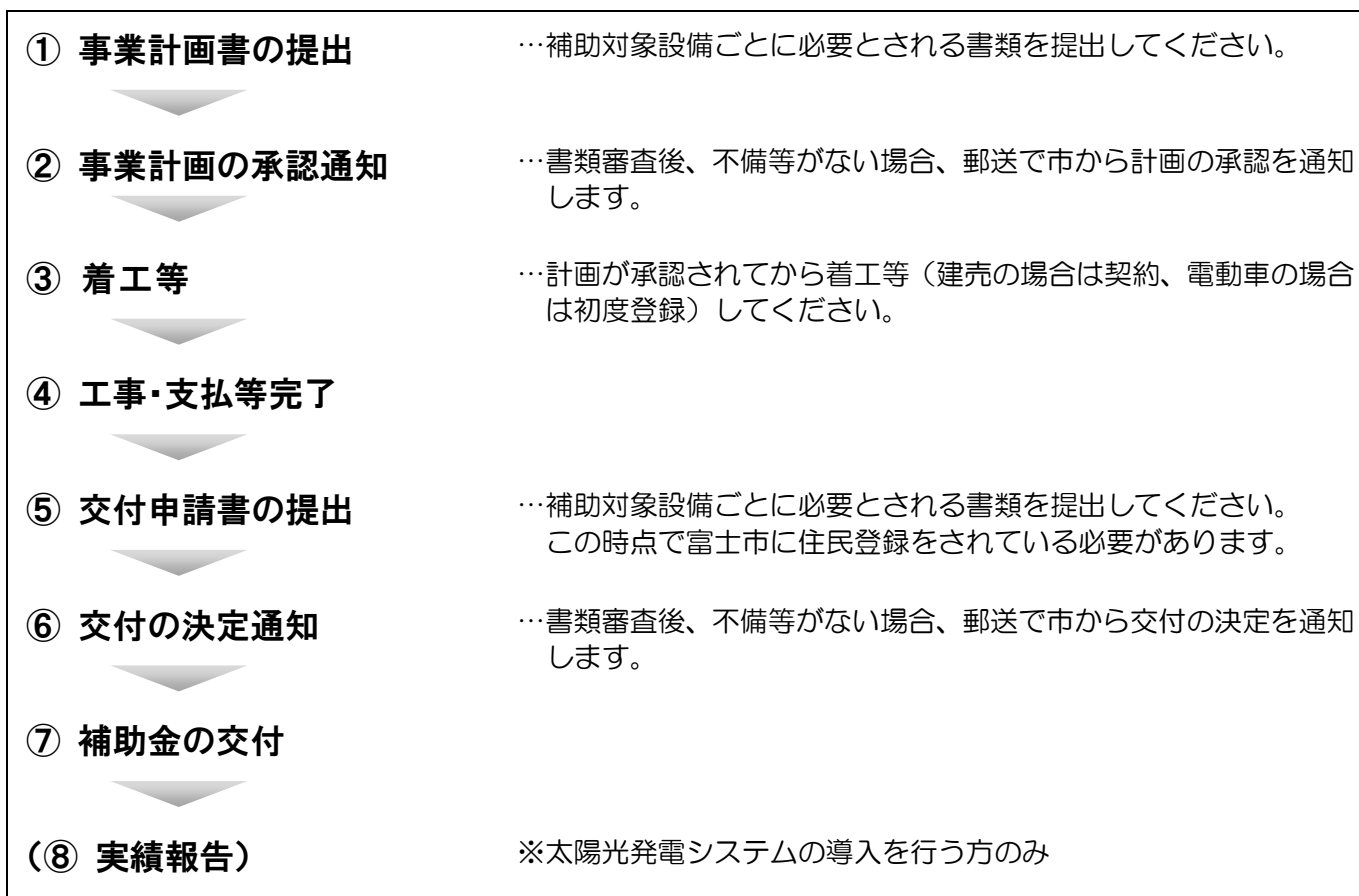 ① 事業計画書の提出 …補助対象設備ごとに必要とされる書類を提出してください。
② 事業計画の承認通知 …書類審査後、不備等がない場合、郵送で市から計画の承認を通知
します。
③ 着工等 …計画が承認されてから着工等（建売の場合は契約、電動車の場合
は初度登録）してください。
④ 工事・支払等完了
⑤ 交付申請書の提出 …補助対象設備ごとに必要とされる書類を提出してください。
この時点で富士市に住民登録をされている必要があります。
⑥ 交付の決定通知 …書類審査後、不備等がない場合、郵送で市から交付の決定を通知
します。
⑦ 補助金の交付
（⑧ 実績報告） ※太陽光発電システムの導入を行う方のみ